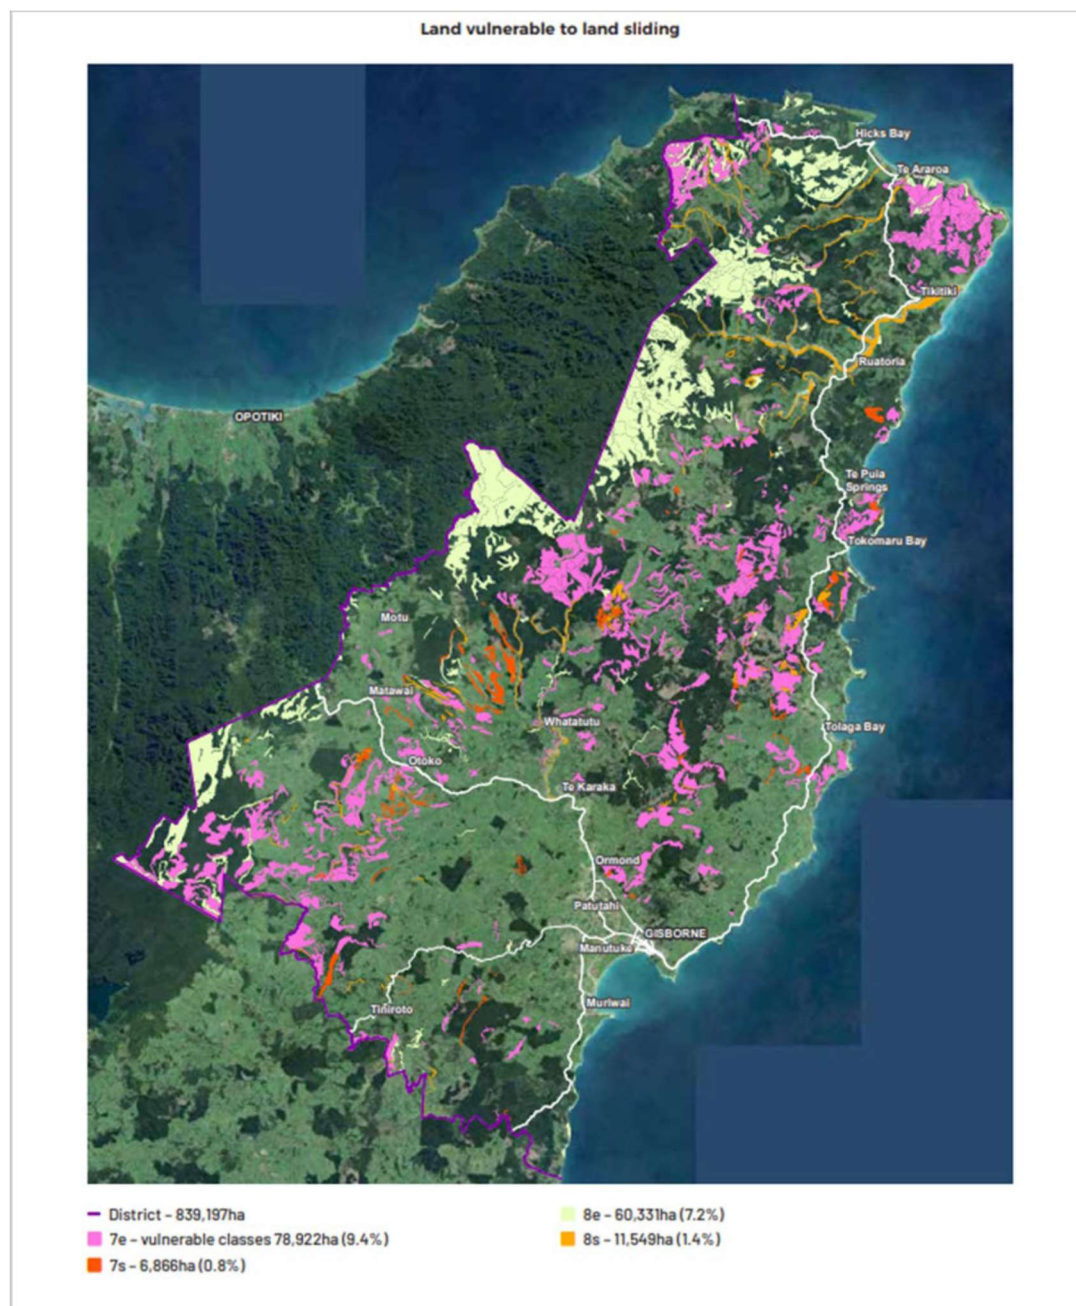 Land vulnerable to land sliding
Hicks Bay
Te Araroa
Tikitiki
Ruatoria
OPOTIKI
Te Puia
Springs
Tokomaru Bay
Motu
Matawai
Whatatutu
Tolaga Bay
Otoko
Te Karaka
Ormond
Patutahi
GISBORNE
Manutuke
Muriwai
Tiniroto
District – 839,197ha
7e – vulnerable classes 78,922ha (9.4%)
7s – 6,866ha (0.8%)
8e – 60,331ha (7.2%)
8s – 11,549ha (1.4%)